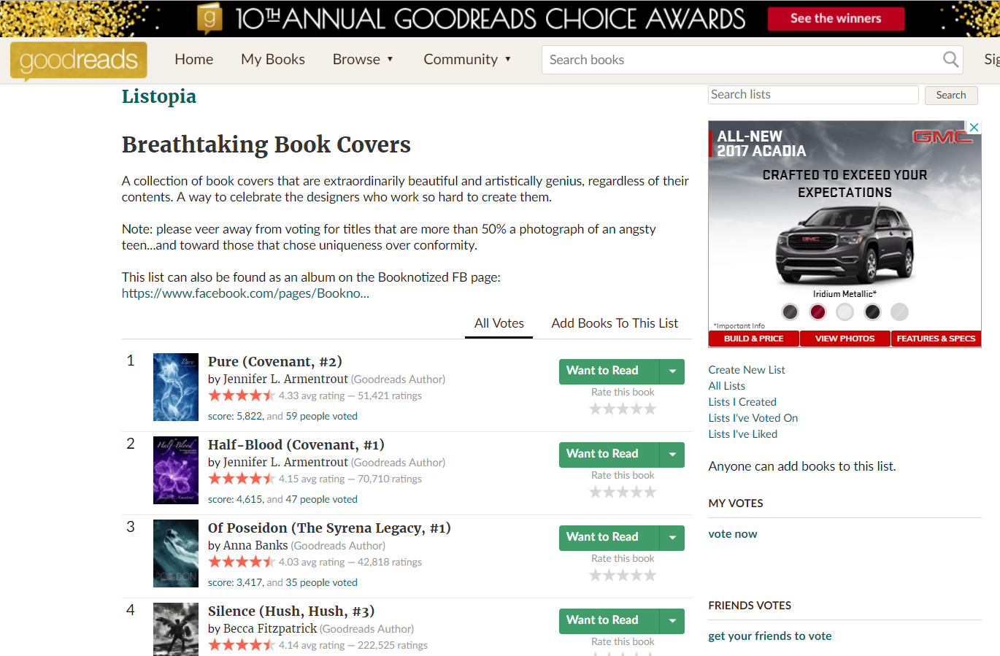 10TH ANNUAL GOODREADS CHOICE AWARDS
See the winners
goodreads
Home
My Books
Browse
Community
Search books
Listopia
Search lists
Search
Breathtaking Book Covers
A collection of book covers that are extraordinarily beautiful and artistically genius, regardless of their
contents. A way to celebrate the designers who work so hard to create them.
Note: please veer away from voting for titles that are more than 50% a photograph of an angsty
teen...and toward those that chose uniqueness over conformity.
This list can also be found as an album on the Booknotized FB page:
https://www.facebook.com/pages/Bookno...
All Votes
Add Books To This List
1
Pure
Pure (Covenant, #2)
by Jennifer L. Armentrout (Goodreads Author)
4.33 avg rating — 51,421 ratings
score: 5,822, and 59 people voted
Want to Read
Rate this book
2
Half-Blood
Half-Blood (Covenant, #1)
by Jennifer L. Armentrout (Goodreads Author)
4.15 avg rating — 70,710 ratings
score: 4,615, and 47 people voted
Want to Read
Rate this book
3
Of Poseidon (The Syrena Legacy, #1)
by Anna Banks (Goodreads Author)
4.03 avg rating — 42,818 ratings
score: 3,417, and 35 people voted
Want to Read
Rate this book
4
Silence (Hush, Hush, #3)
by Becca Fitzpatrick (Goodreads Author)
4.14 avg rating — 222,525 ratings
Want to Read
Rate this book
ALL-NEW
2017 ACADIA
GMC
CRAFTED TO EXCEED YOUR
EXPECTATIONS
GMC
Iridium Metallic*
*Important Info
BUILD & PRICE
VIEW PHOTOS
FEATURES & SPECS
Create New List
All Lists
Lists I Created
Lists I've Voted On
Lists I've Liked
Anyone can add books to this list.
MY VOTES
vote now
FRIENDS VOTES
get your friends to vote